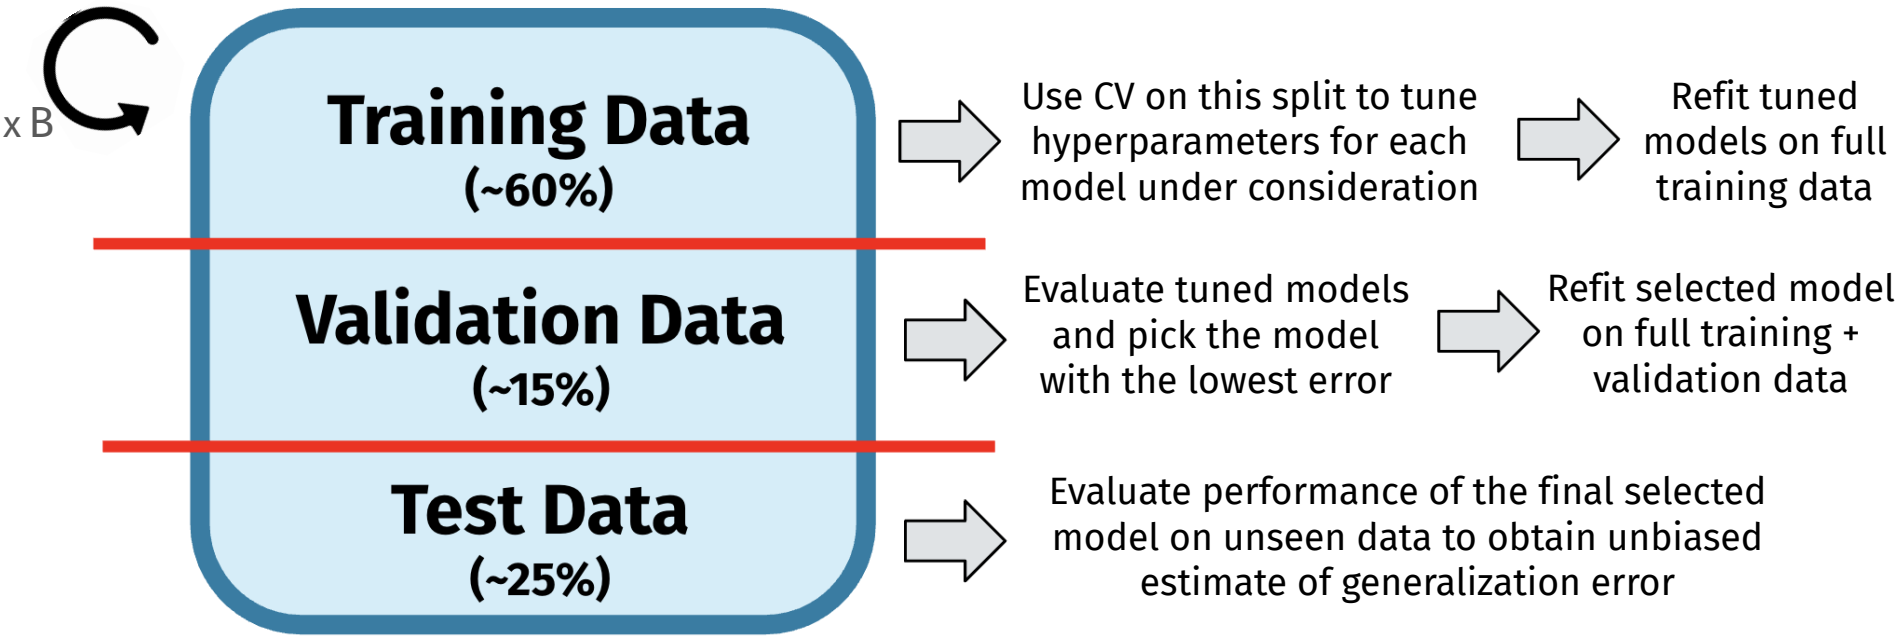 x B
Training Data
(~60%)
Use CV on this split to tune
hyperparameters for each
model under consideration
Refit tuned
models on full
training data
Validation Data
(~15%)
Evaluate tuned models
and pick the model
with the lowest error
Refit selected model
on full training +
validation data
Test Data
(~25%)
Evaluate performance of the final selected
model on unseen data to obtain unbiased
estimate of generalization error